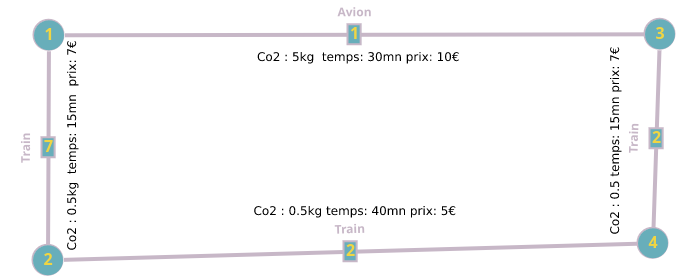 Avion
1
1
3
Co2 : 5kg temps: 30mn prix: 10€
Co2 : 0.5kg temps: 15mn prix: 7€
Train
7
Co2 : 0.5 temps: 15mn prix: 7€
Train
2
Co2 : 0.5kg temps: 40mn prix: 5€
Train
2
2
4